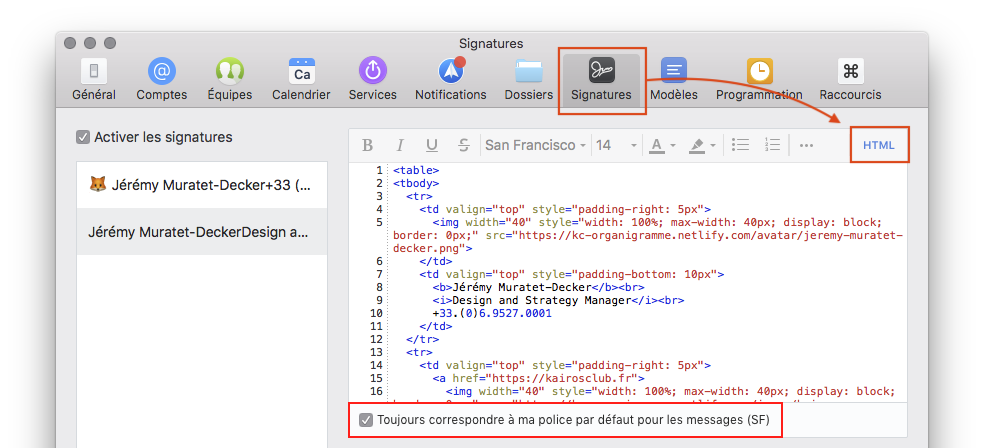 Signatures
Général Comptes Équipes Calendrier Services Notifications Dossiers Signatures Modèles Programmation Raccourcis
Activer les signatures
🦊 Jérémy Muratet-Decker+33 (...
Jérémy Muratet-DeckerDesign a...
B I U S San Francisco 14 A HTML
1 <table>
2 <tbody>
3 <tr>
4 <td valign="top" style="padding-right: 5px">
5 <img width="40" style="width: 100%; max-width: 40px; display: block;
border: 0px;" src="https://kc-organigramme.netlify.com/avatar/jeremy-muratet-
decker.png">
6 </td>
7 <td valign="top" style="padding-bottom: 10px">
8 <b>Jérémy Muratet-Decker</b><br>
9 <i>Design and Strategy Manager</i><br>
10 +33.(0)6.9527.0001
11 </td>
12 </tr>
13 <tr>
14 <td valign="top" style="padding-right: 5px">
15 <a href="https://kairosclub.fr">
16 <img width="40" style="width: 100%; max-width: 40px; display: block;
Toujours correspondre à ma police par défaut pour les messages (SF)